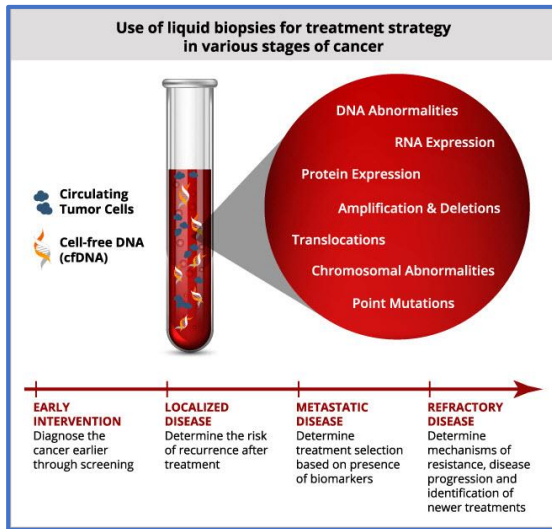 Use of liquid biopsies for treatment strategy
in various stages of cancer
Circulating
Tumor Cells
Cell-free DNA
(cfDNA)
DNA Abnormalities
RNA Expression
Protein Expression
Amplification & Deletions
Translocations
Chromosomal Abnormalities
Point Mutations
EARLY
INTERVENTION
Diagnose the
cancer earlier
through screening
LOCALIZED
DISEASE
Determine the risk
of recurrence after
treatment
METASTATIC
DISEASE
Determine
treatment selection
based on presence
of biomarkers
REFRACTORY
DISEASE
Determine
mechanisms of
resistance, disease
progression and
identification of
newer treatments